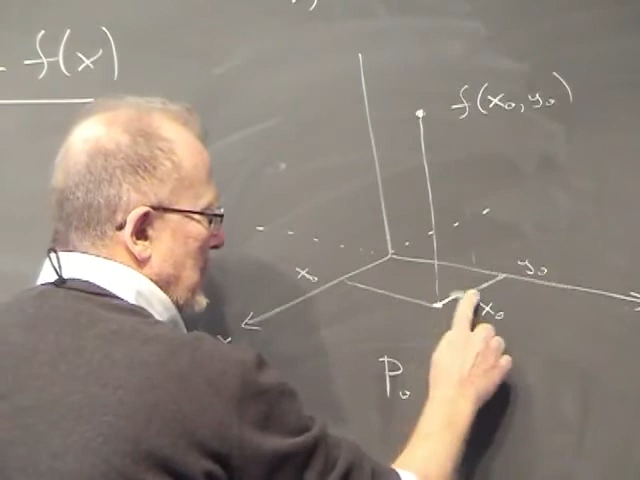 - f(x)
f(x₀, y₀)
x₀
y₀
x₀
P₀